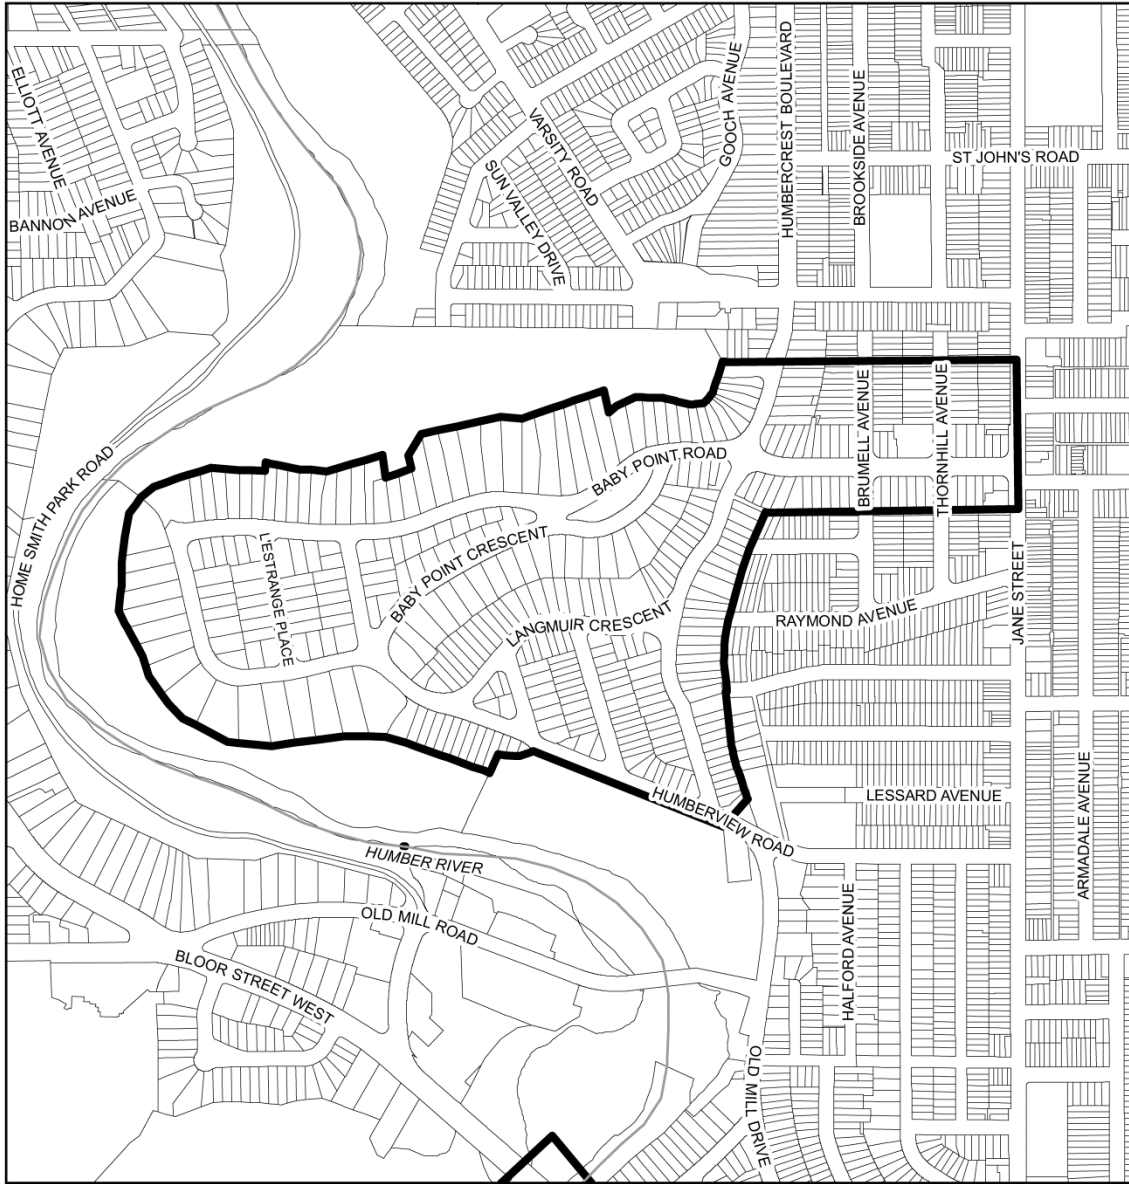 ELLIOTT AVENUE
BANNON AVENUE
VARSITY ROAD
SUN VALLEY DRIVE
GOOCH AVENUE
HUMBERCREST BOULEVARD
BROOKSIDE AVENUE
ST JOHN'S ROAD
HOME SMITH PARK ROAD
BABY POINT ROAD
BRUMELL AVENUE
THORNHILL AVENUE
L'ESTRANGE PLACE
BABY POINT CRESCENT
LANGMUIR CRESCENT
RAYMOND AVENUE
JANE STREET
HUMBERVIEW ROAD
LESSARD AVENUE
ARMADALE AVENUE
HUMBER RIVER
OLD MILL ROAD
BLOOR STREET WEST
HALFORD AVENUE
OLD MILL DRIVE